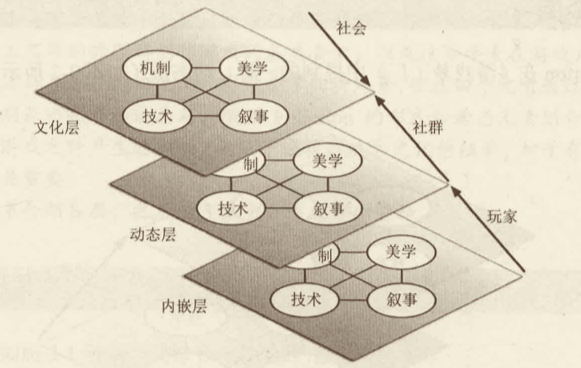 社会
机制 美学
技术 叙事
文化层
社群
制 美学
技术 叙事
动态层
玩家
制 美学
技术 叙事
内嵌层